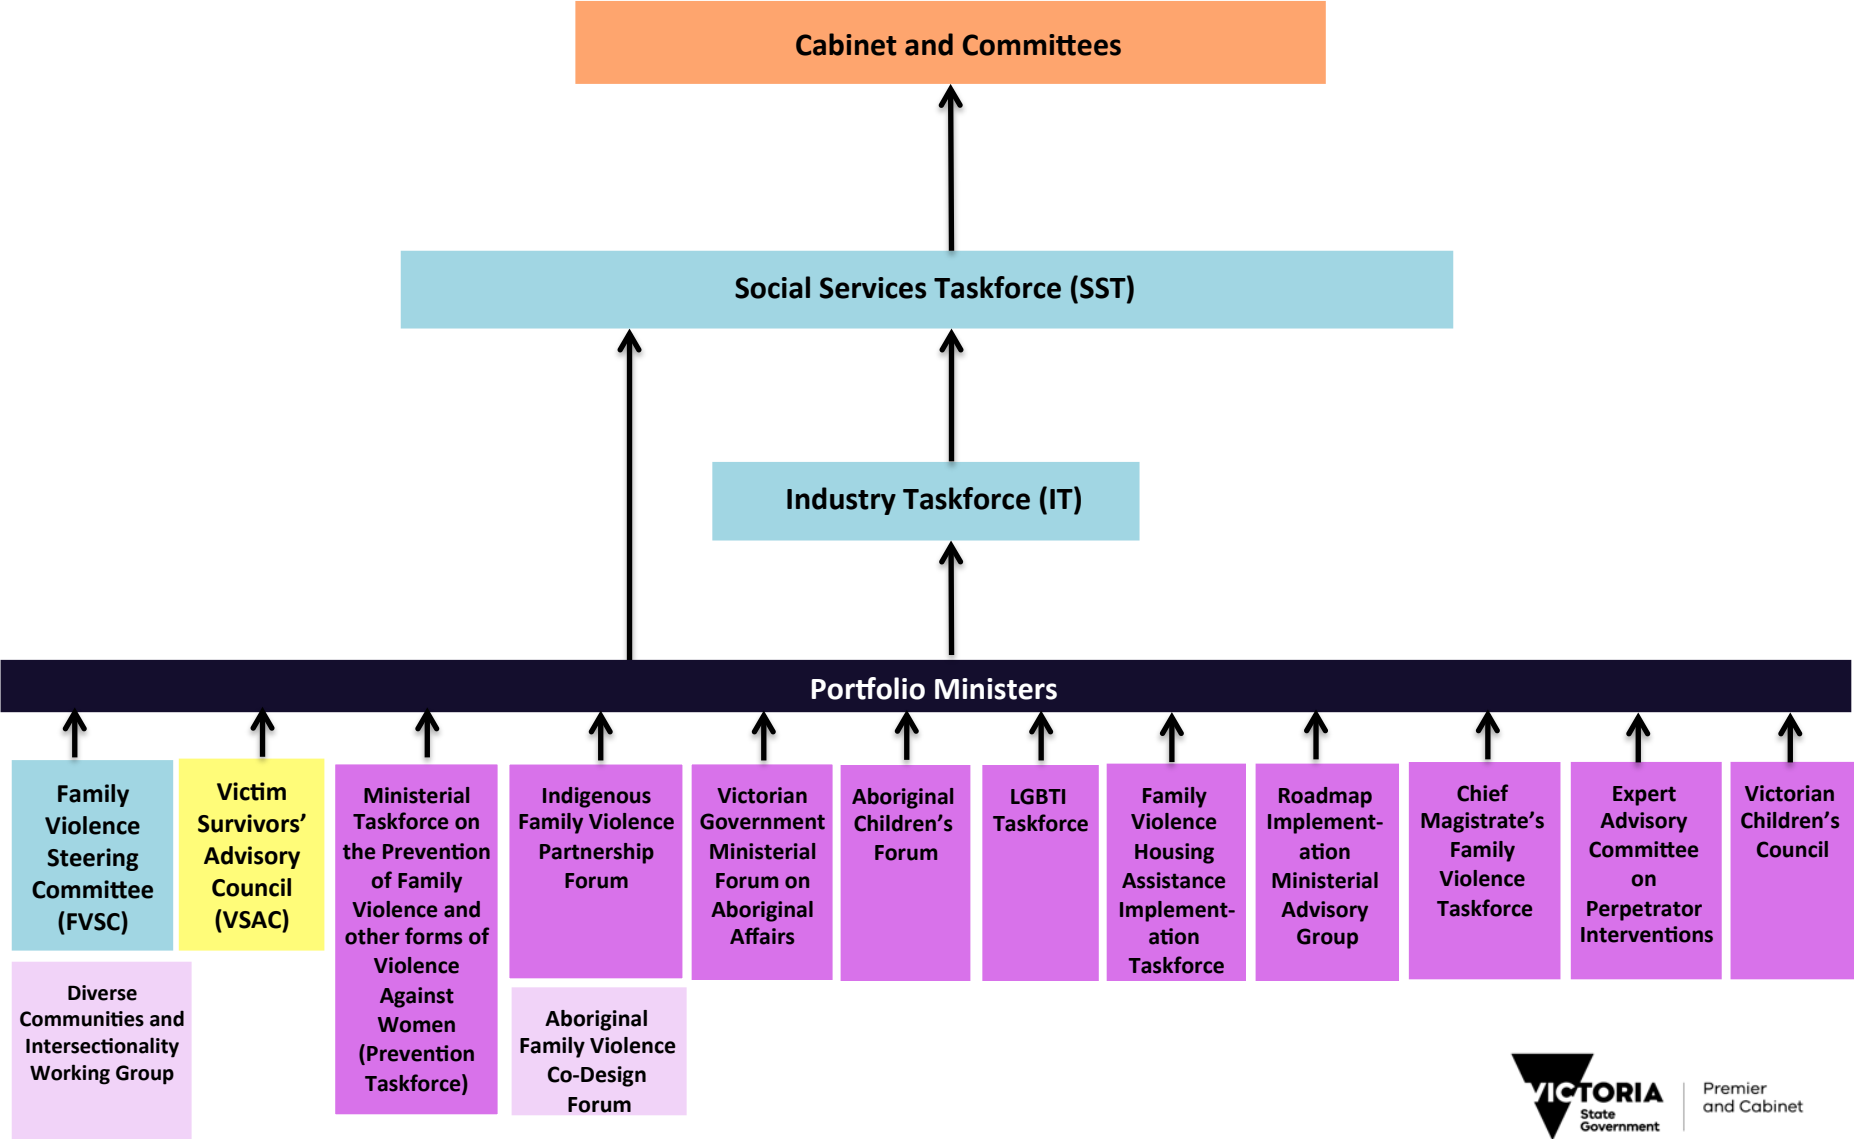 Cabinet and Committees
Social Services Taskforce (SST)
Industry Taskforce (IT)
Portfolio Ministers
Family
Violence
Steering
Committee
(FVSC)
Victim
Survivors’
Advisory
Council
(VSAC)
Ministerial
Taskforce on
the Prevention
of Family
Violence and
other forms of
Violence
Against
Women
(Prevention
Taskforce)
Indigenous
Family Violence
Partnership
Forum
Victorian
Government
Ministerial
Forum on
Aboriginal
Affairs
Aboriginal
Children’s
Forum
LGBTI
Taskforce
Family
Violence
Housing
Assistance
Implement-
ation
Taskforce
Roadmap
Implement-
ation
Ministerial
Advisory
Group
Chief
Magistrate’s
Family
Violence
Taskforce
Expert
Advisory
Committee
on
Perpetrator
Interventions
Victorian
Children’s
Council
Diverse
Communities and
Intersectionality
Working Group
Aboriginal
Family Violence
Co-Design
Forum
VICTORIA
State
Government
Premier
and Cabinet